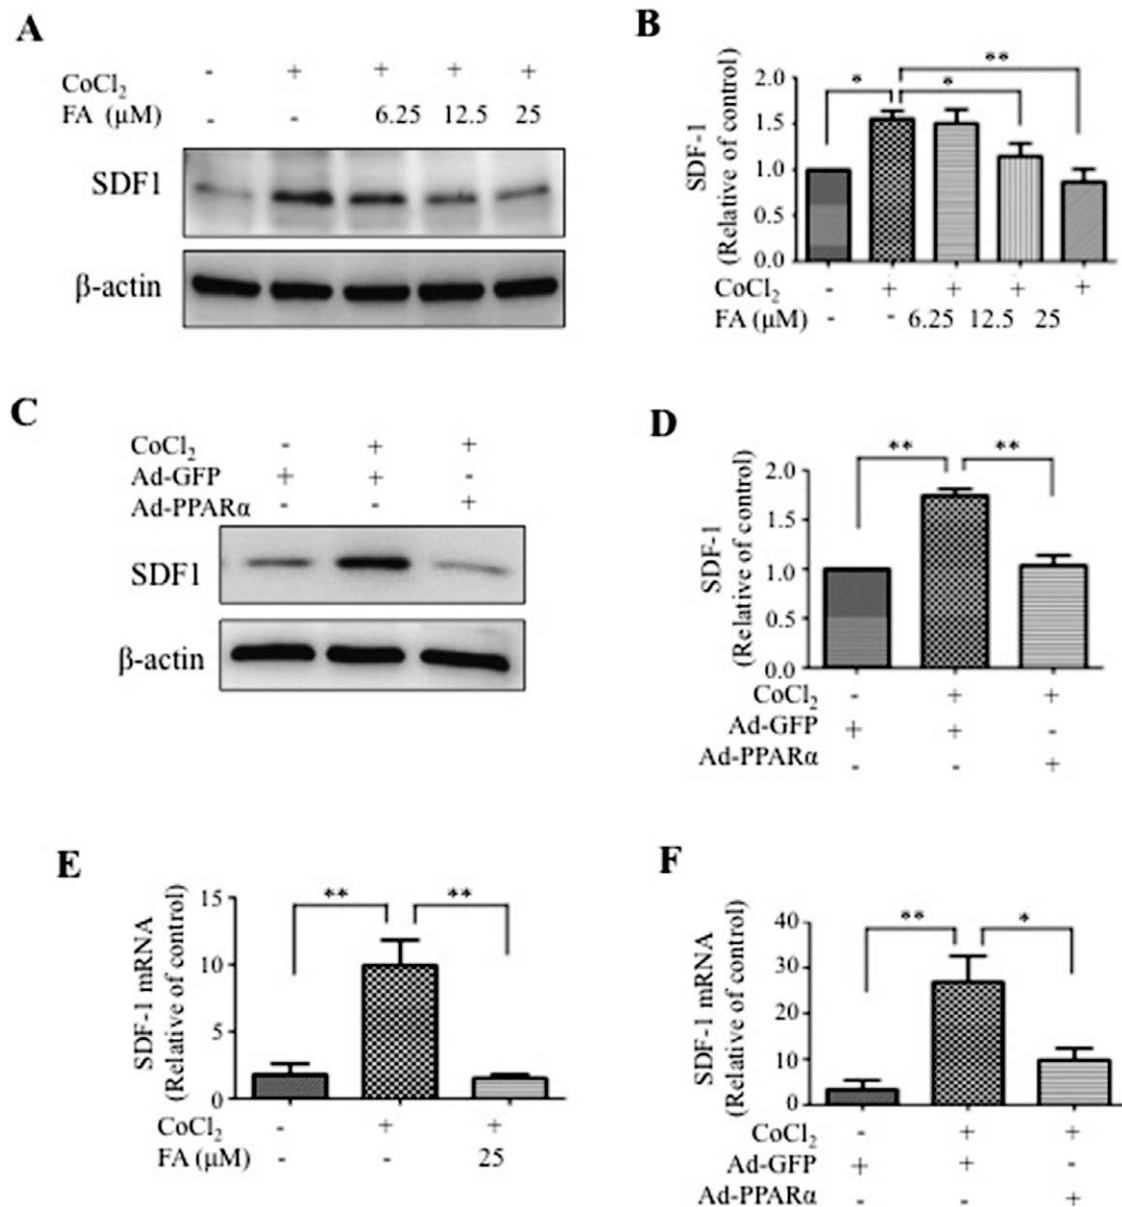 A
CoCl₂ - + + + +
FA (μM) - - 6.25 12.5 25
SDF1
β-actin
B
SDF-1
(Relative of control)
2.0
1.5
1.0
0.5
0.0
* * **
CoCl₂ - + + + +
FA (μM) - - 6.25 12.5 25
C
CoCl₂ - + +
Ad-GFP + + -
Ad-PPARα - - +
SDF1
β-actin
D
SDF-1
(Relative of control)
2.0
1.5
1.0
0.5
0.0
** **
CoCl₂ - + +
Ad-GFP + + -
Ad-PPARα - - +
E
SDF-1 mRNA
(Relative of control)
15
10
5
0
** **
CoCl₂ - + +
FA (μM) - - 25
F
SDF-1 mRNA
(Relative of control)
40
30
20
10
0
** *
CoCl₂ - + +
Ad-GFP + + -
Ad-PPARα - - +